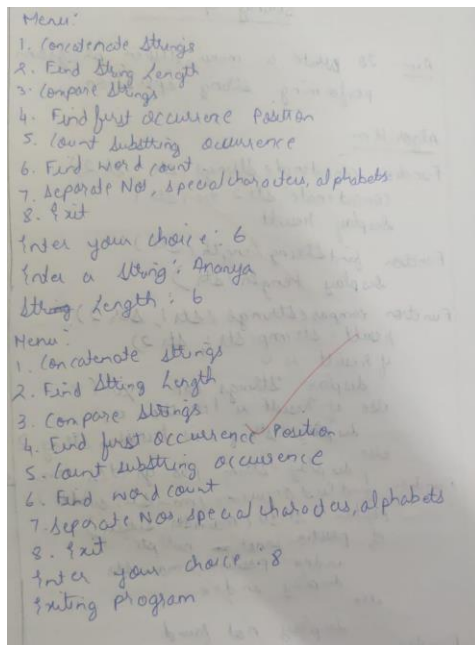 Menu:
1. Concatenate Strings
2. Find String Length
3. Compare Strings
4. Find first occurrence Position
5. Count substring occurrence
6. Find word count
7. Separate Nos, special characters, alphabets
8. Exit
Enter your choice: 6
Enter a String: Ananya
String Length: 6
Menu:
1. Concatenate strings
2. Find String Length
3. Compare Strings
4. Find first occurrence Position
5. Count substring occurrence
6. Find word count
7. Separate Nos, special characters, alphabets
8. Exit
Enter your choice 8
Exiting program